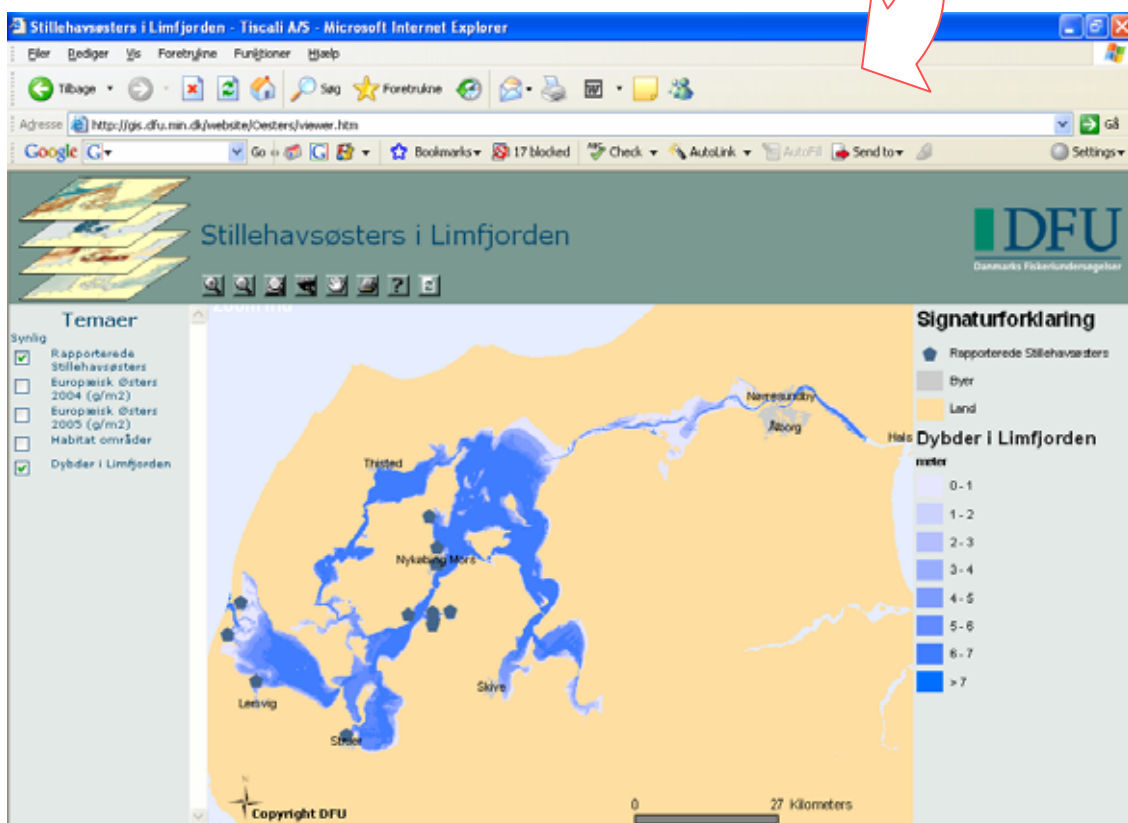 Stillehavsøsters i Limfjorden - Tiscali A/S - Microsoft Internet Explorer
Filer Rediger Vis Foretrukne Funktioner Hjælp
Tilbage Søg Foretrukne
Adresse http://gis.dfu.min.dk/website/Oesters/viewer.htm Gå
Google G Go Bookmarks 17 blocked ABC Check AutoLink AutoFill Send to Settings
Stillehavsøsters i Limfjorden
DFU
Danmarks Fiskeriundersøgelser
Temaer
Synlig
Rapporterede
Stillehavsøsters
Europæisk Østers
2004 (g/m2)
Europæisk Østers
2005 (g/m2)
Habitat områder
Dybder i Limfjorden
Nørresundby
Ålborg
Hals
Thisted
Nykøbing Mors
Skive
Lemvig
Struer
N
Copyright DFU
0 27 Kilometers
Signaturforklaring
Rapporterede Stillehavsøsters
Byer
Land
Dybder i Limfjorden
meter
0 - 1
1 - 2
2 - 3
3 - 4
4 - 5
5 - 6
6 - 7
> 7